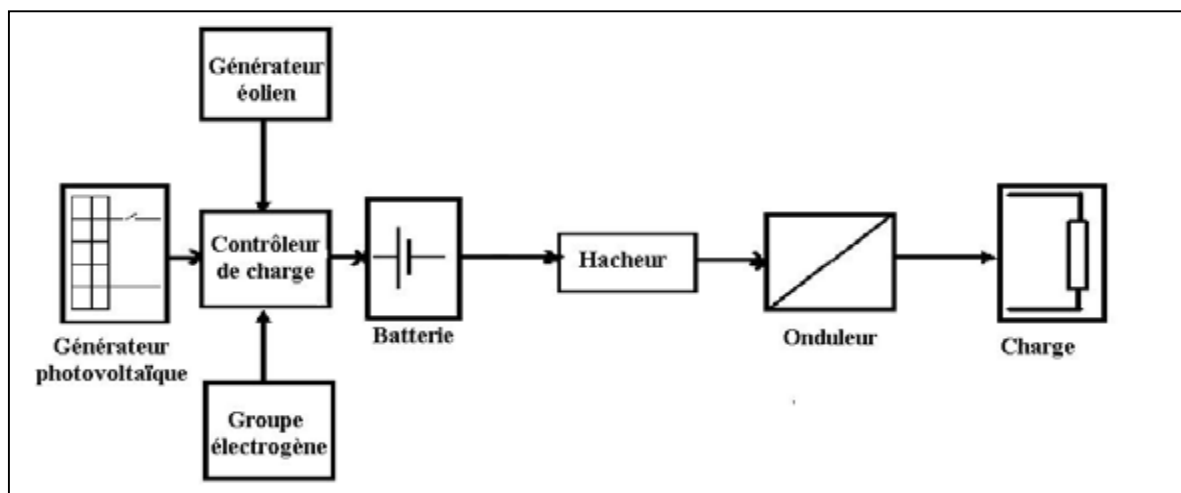 Générateur
éolien
Contrôleur
de charge
Hacheur
Batterie
Onduleur
Charge
Générateur
photovoltaïque
Groupe
électrogène